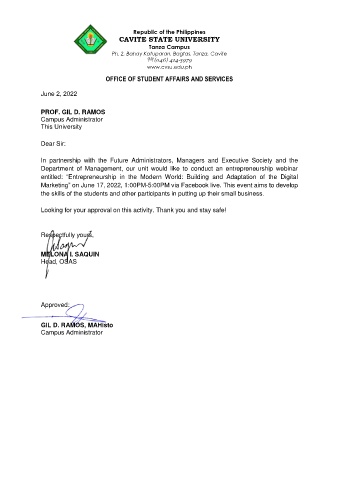 Republic of the Philippines
CAVITE STATE UNIVERSITY
Tanza Campus
Ph. 2, Bahay Katuparan, Bagtas, Tanza, Cavite
(046) 414-3979
www.cvsu.edu.ph
OFFICE OF STUDENT AFFAIRS AND SERVICES
June 2, 2022
PROF. GIL D. RAMOS
Campus Administrator
This University
Dear Sir:
In partnership with the Future Administrators, Managers and Executive Society and the
Department of Management, our unit would like to conduct an entrepreneurship webinar
entitled: “Entrepreneurship in the Modern World: Building and Adaptation of the Digital
Marketing” on June 17, 2022, 1:00PM-5:00PM via Facebook live. This event aims to develop
the skills of the students and other participants in putting up their small business.
Looking for your approval on this activity. Thank you and stay safe!
Respectfully yours,
MELONA I. SAQUIN
Head, OSAS
Approved:
GIL D. RAMOS, MAHisto
Campus Administrator